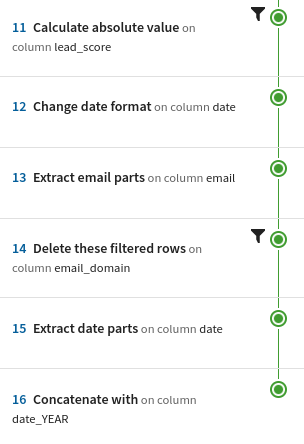 11 Calculate absolute value on
column lead_score
12 Change date format on column date
13 Extract email parts on column email
14 Delete these filtered rows on
column email_domain
15 Extract date parts on column date
16 Concatenate with on column
date_YEAR